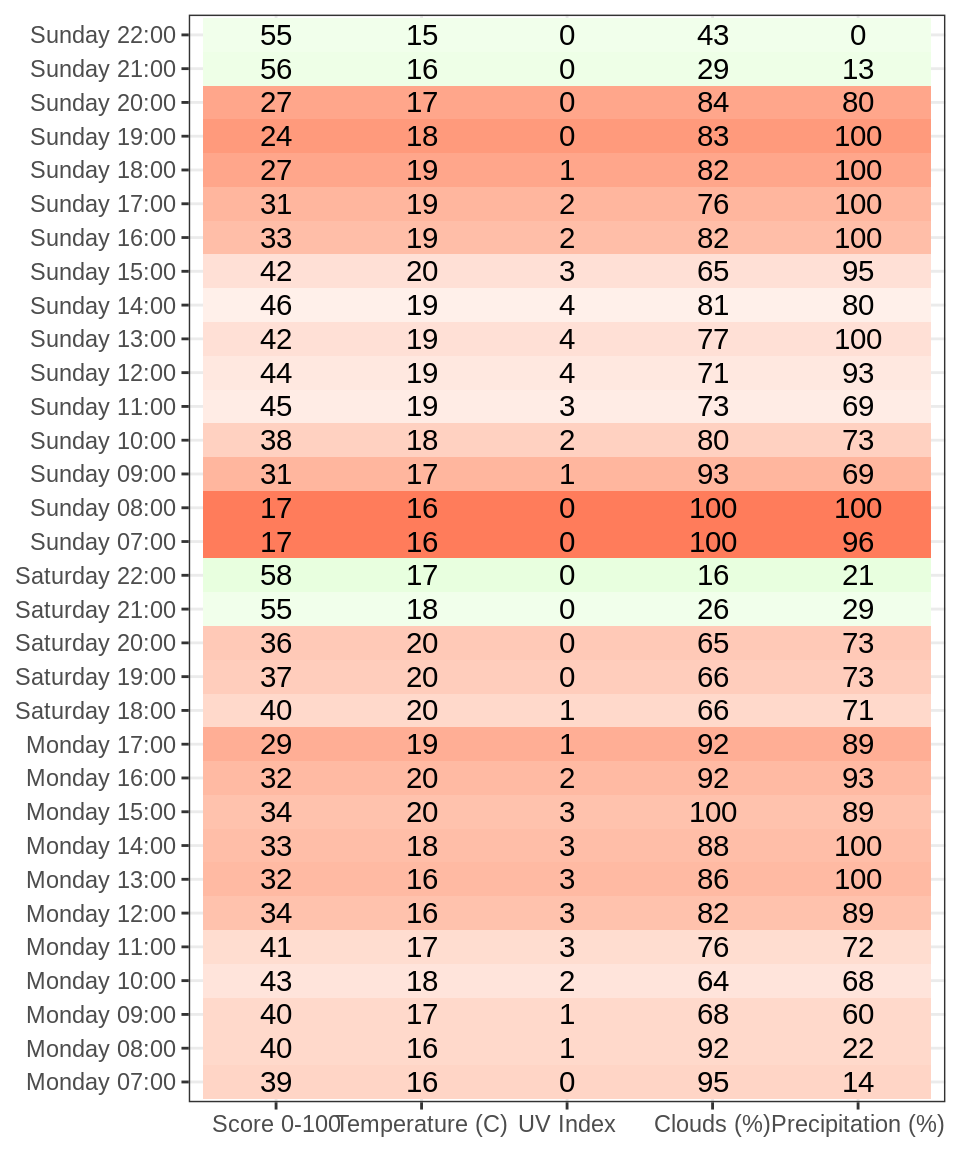 Sunday 22:00 55 15 0 43 0
Sunday 21:00 56 16 0 29 13
Sunday 20:00 27 17 0 84 80
Sunday 19:00 24 18 0 83 100
Sunday 18:00 27 19 1 82 100
Sunday 17:00 31 19 2 76 100
Sunday 16:00 33 19 2 82 100
Sunday 15:00 42 20 3 65 95
Sunday 14:00 46 19 4 81 80
Sunday 13:00 42 19 4 77 100
Sunday 12:00 44 19 4 71 93
Sunday 11:00 45 19 3 73 69
Sunday 10:00 38 18 2 80 73
Sunday 09:00 31 17 1 93 69
Sunday 08:00 17 16 0 100 100
Sunday 07:00 17 16 0 100 96
Saturday 22:00 58 17 0 16 21
Saturday 21:00 55 18 0 26 29
Saturday 20:00 36 20 0 65 73
Saturday 19:00 37 20 0 66 73
Saturday 18:00 40 20 1 66 71
Monday 17:00 29 19 1 92 89
Monday 16:00 32 20 2 92 93
Monday 15:00 34 20 3 100 89
Monday 14:00 33 18 3 88 100
Monday 13:00 32 16 3 86 100
Monday 12:00 34 16 3 82 89
Monday 11:00 41 17 3 76 72
Monday 10:00 43 18 2 64 68
Monday 09:00 40 17 1 68 60
Monday 08:00 40 16 1 92 22
Monday 07:00 39 16 0 95 14
Score 0-100 Temperature (C) UV Index Clouds (%) Precipitation (%)